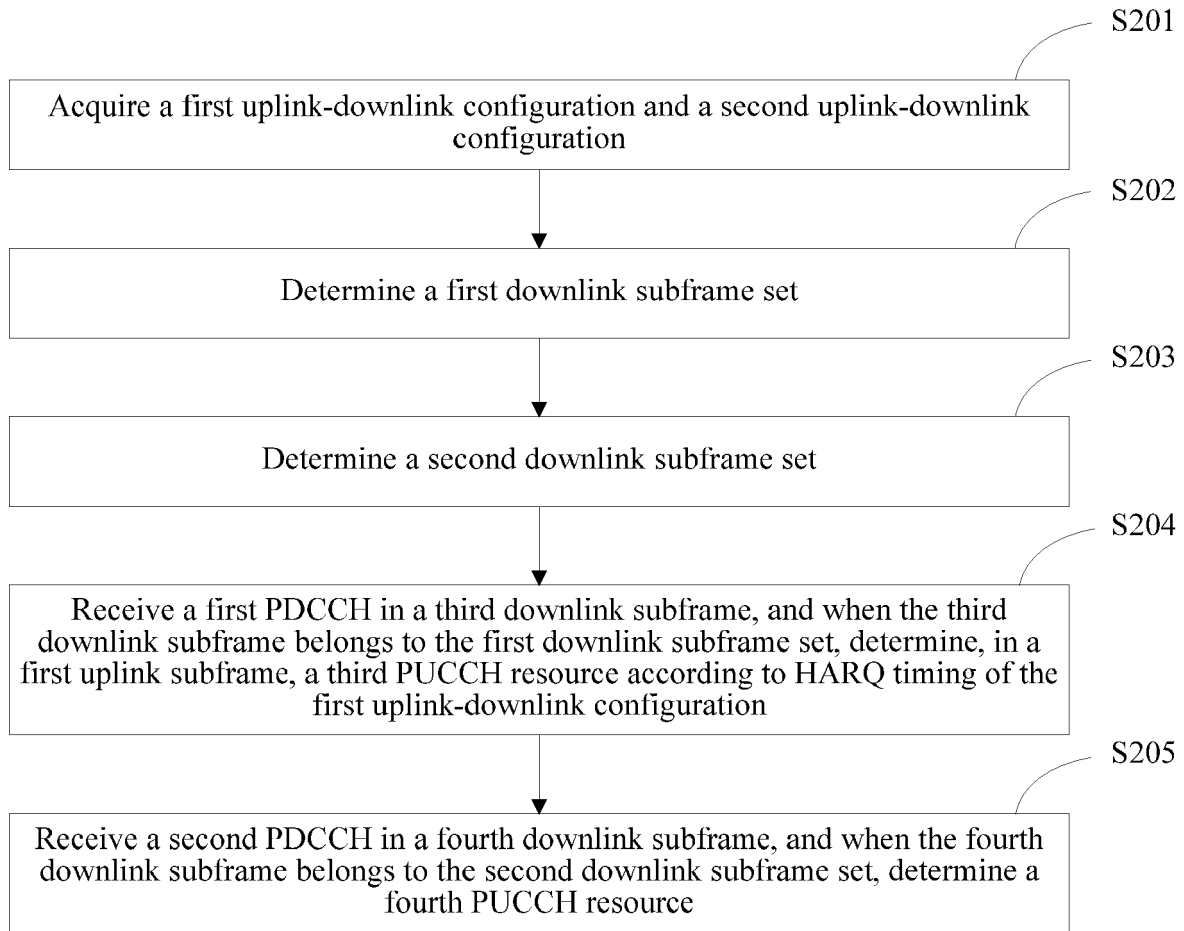 S201
Acquire a first uplink-downlink configuration and a second uplink-downlink
configuration
S202
Determine a first downlink subframe set
S203
Determine a second downlink subframe set
S204
Receive a first PDCCH in a third downlink subframe, and when the third
downlink subframe belongs to the first downlink subframe set, determine, in a
first uplink subframe, a third PUCCH resource according to HARQ timing of the
first uplink-downlink configuration
S205
Receive a second PDCCH in a fourth downlink subframe, and when the fourth
downlink subframe belongs to the second downlink subframe set, determine a
fourth PUCCH resource